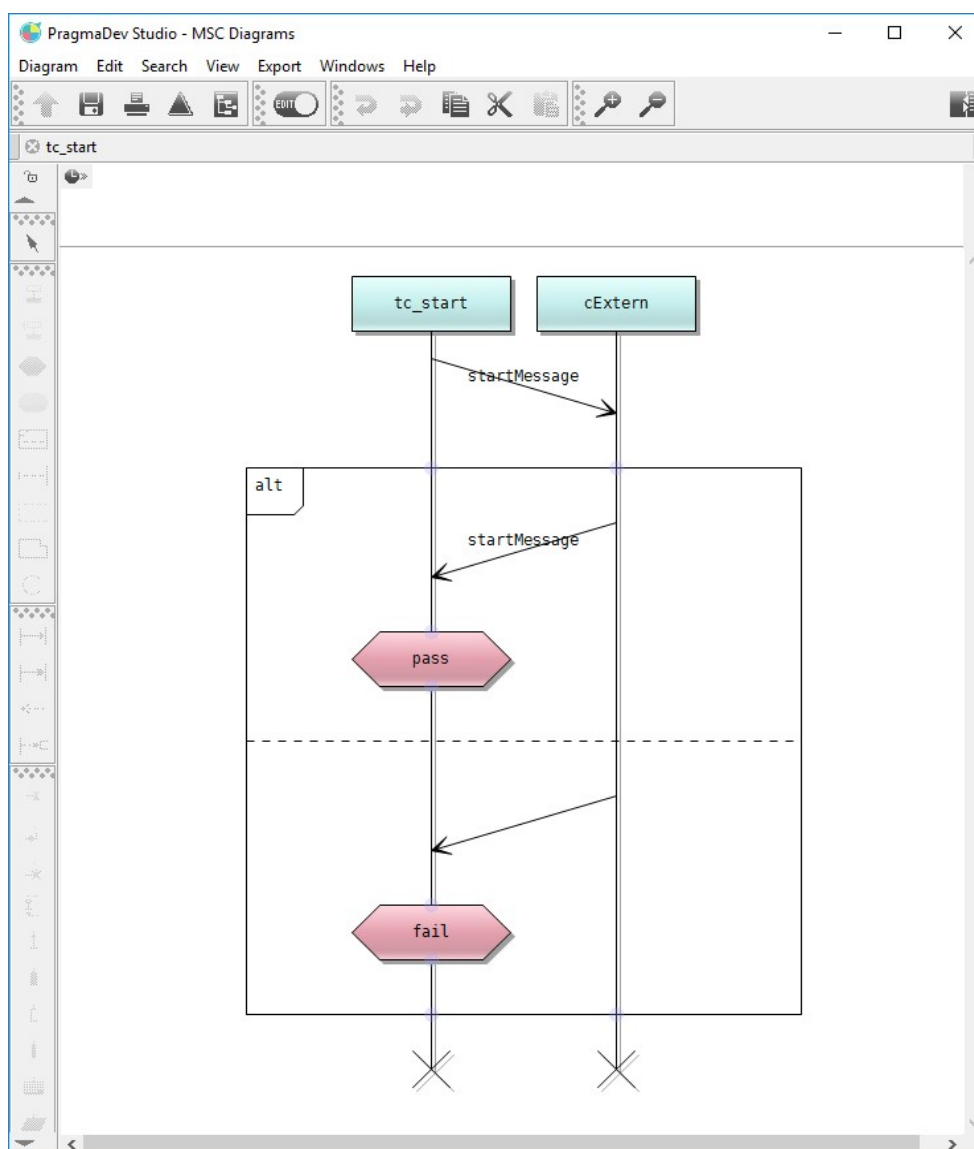 PragmaDev Studio - MSC Diagrams
Diagram Edit Search View Export Windows Help
EDIT
tc_start
tc_start cExtern
startMessage
alt
startMessage
pass
fail